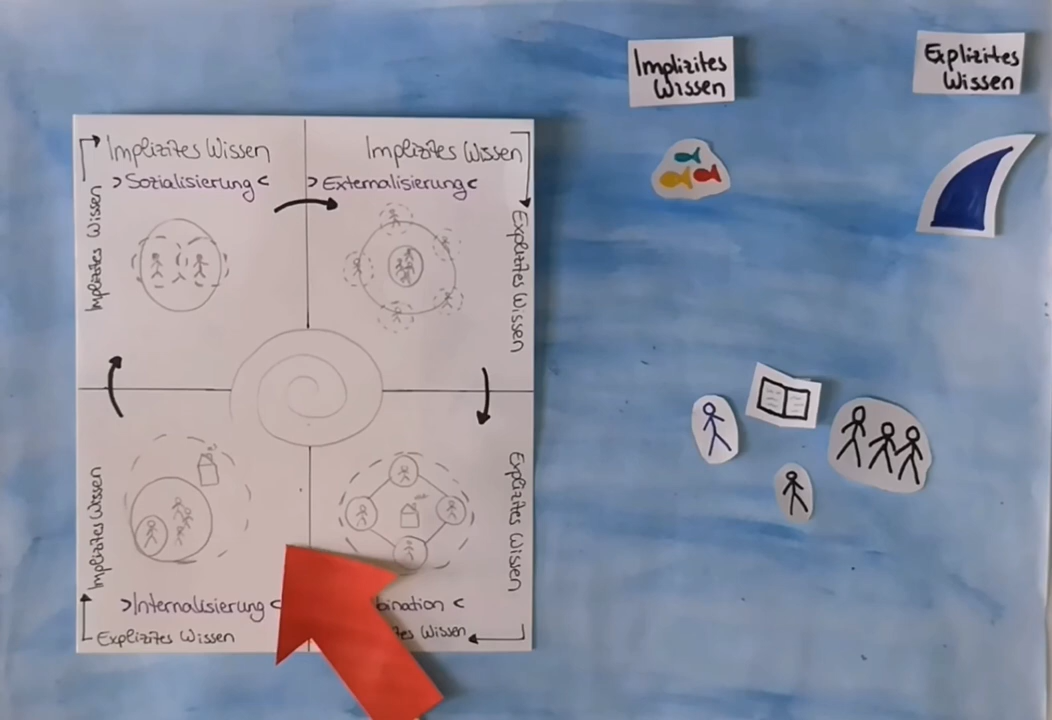 Implizites
Wissen
Explizites
Wissen
Implizites Wissen
>Sozialisierung<
Implizites Wissen
Implizites Wissen
>Externalisierung<
Explizites Wissen
Implizites Wissen
>Internalisierung<
Explizites Wissen
Explizites Wissen
bination <
Wissen